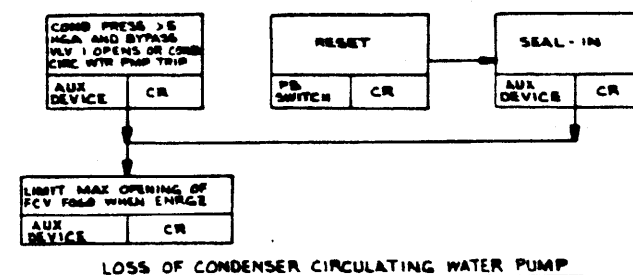 COND PRESS >5
HGA AND BYPASS
VLV 1 OPENS OR COND
CIRC WTR PMP TRIP
AUX
DEVICE
CR
RESET
PB
SWITCH
CR
SEAL-IN
AUX
DEVICE
CR
LIMIT MAX OPENING OF
FCV WHEN ENRGZ
AUX
DEVICE
CR
LOSS OF CONDENSER CIRCULATING WATER PUMP